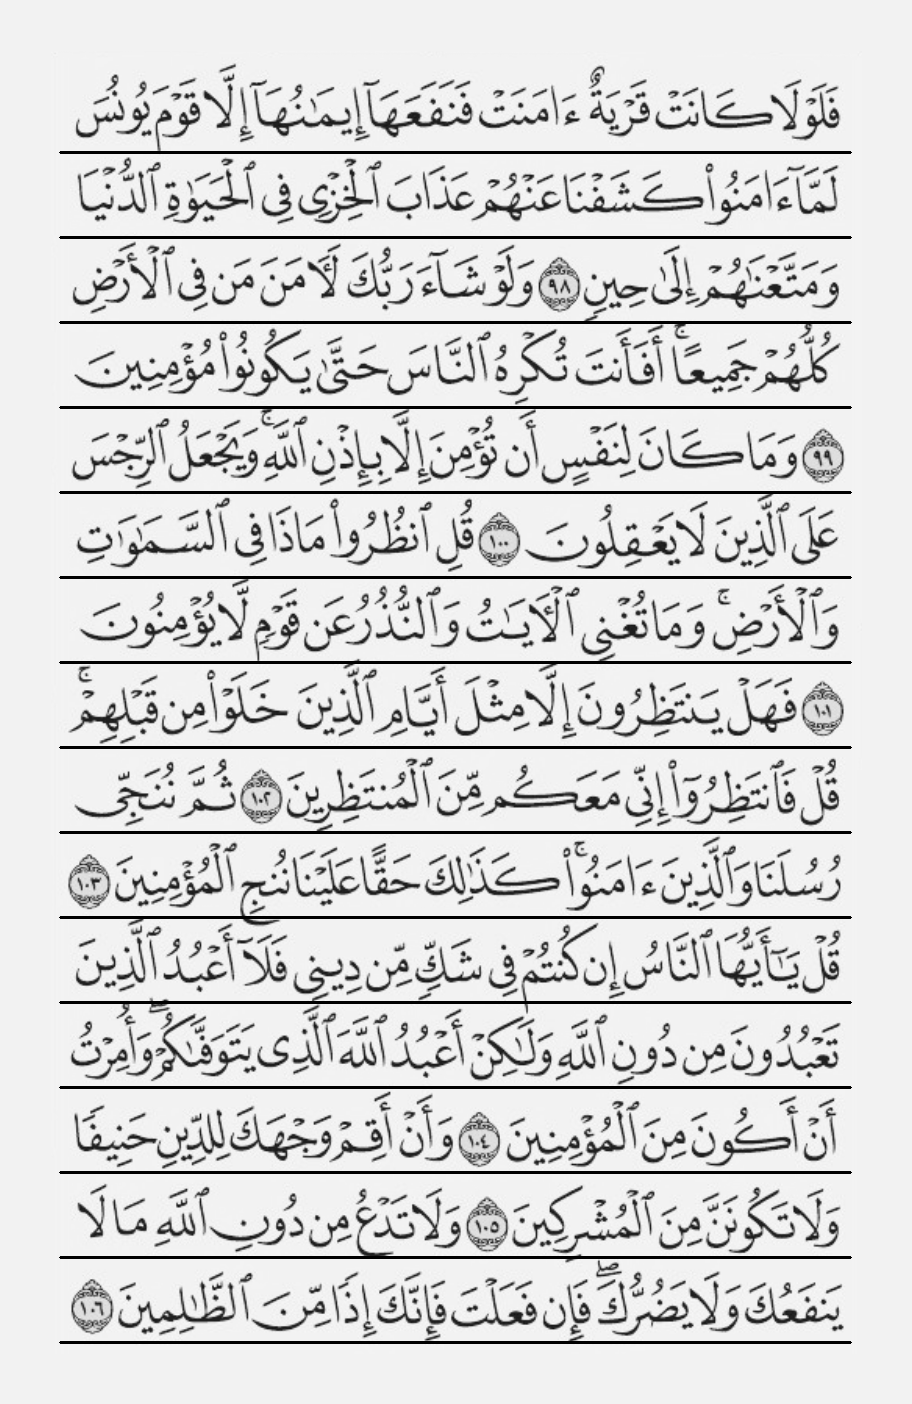 فَلَوْلَا كَانَتْ قَرْيَةٌ ءَامَنَتْ فَنَفَعَهَآ إِيمَـٰنُهَآ إِلَّا قَوْمَ يُونُسَ
لَمَّآ ءَامَنُوا۟ كَشَفْنَا عَنْهُمْ عَذَابَ ٱلْخِزْىِ فِى ٱلْحَيَوٰةِ ٱلدُّنْيَا
وَمَتَّعْنَـٰهُمْ إِلَىٰ حِينٍ ٩٨ وَلَوْ شَآءَ رَبُّكَ لَـَٔامَنَ مَن فِى ٱلْأَرْضِ
كُلُّهُمْ جَمِيعًا ۚ أَفَأَنتَ تُكْرِهُ ٱلنَّاسَ حَتَّىٰ يَكُونُوا۟ مُؤْمِنِينَ
٩٩ وَمَا كَانَ لِنَفْسٍ أَن تُؤْمِنَ إِلَّا بِإِذْنِ ٱللَّهِ ۚ وَيَجْعَلُ ٱلرِّجْسَ
عَلَى ٱلَّذِينَ لَا يَعْقِلُونَ ١٠٠ قُلِ ٱنظُرُوا۟ مَاذَا فِى ٱلسَّمَـٰوَٰتِ
وَٱلْأَرْضِ ۚ وَمَا تُغْنِى ٱلْـَٔايَـٰتُ وَٱلنُّذُرُ عَن قَوْمٍ لَّا يُؤْمِنُونَ
١٠١ فَهَلْ يَنتَظِرُونَ إِلَّا مِثْلَ أَيَّامِ ٱلَّذِينَ خَلَوْا۟ مِن قَبْلِهِمْ ۚ
قُلْ فَٱنتَظِرُوٓا۟ إِنِّى مَعَكُم مِّنَ ٱلْمُنتَظِرِينَ ١٠٢ ثُمَّ نُنَجِّى
رُسُلَنَا وَٱلَّذِينَ ءَامَنُوا۟ ۚ كَذَٰلِكَ حَقًّا عَلَيْنَا نُنجِ ٱلْمُؤْمِنِينَ ١٠٣
قُلْ يَـٰٓأَيُّهَا ٱلنَّاسُ إِن كُنتُمْ فِى شَكٍّ مِّن دِينِى فَلَآ أَعْبُدُ ٱلَّذِينَ
تَعْبُدُونَ مِن دُونِ ٱللَّهِ وَلَـٰكِنْ أَعْبُدُ ٱللَّهَ ٱلَّذِى يَتَوَفَّىٰكُمْ ۖ وَأُمِرْتُ
أَنْ أَكُونَ مِنَ ٱلْمُؤْمِنِينَ ١٠٤ وَأَنْ أَقِمْ وَجْهَكَ لِلدِّينِ حَنِيفًا
وَلَا تَكُونَنَّ مِنَ ٱلْمُشْرِكِينَ ١٠٥ وَلَا تَدْعُ مِن دُونِ ٱللَّهِ مَا لَا
يَنفَعُكَ وَلَا يَضُرُّكَ ۖ فَإِن فَعَلْتَ فَإِنَّكَ إِذًا مِّنَ ٱلظَّـٰلِمِينَ ١٠٦